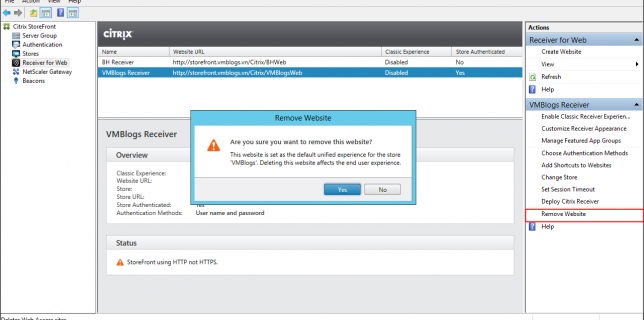 File Action View Help
Citrix StoreFront
Server Group
Authentication
Stores
Receiver for Web
NetScaler Gateway
Beacons
CİTRIX
Name Website URL Classic Experience Store Authenticated
BH Receiver http://storefront.vmblogs.vn/Citrix/BHWeb Disabled No
VMBlogs Receiver http://storefront.vmblogs.vn/Citrix/VMBlogsWeb Disabled Yes
VMBlogs Receiver
Overview
Classic Experience:
Website URL:
Store:
Store URL:
Store Authenticated: Yes
Authentication Methods: User name and password
Status
StoreFront using HTTP not HTTPS.
Remove Website
Are you sure you want to remove this website?
This website is set as the default unified experience for the store
'VMBlogs'. Deleting this website affects the end user experience.
Yes No
Actions
Receiver for Web
Create Website
View
Refresh
Help
VMBlogs Receiver
Enable Classic Receiver Experien...
Customize Receiver Appearance
Manage Featured App Groups
Choose Authentication Methods
Add Shortcuts to Websites
Change Store
Set Session Timeout
Deploy Citrix Receiver
Remove Website
Help